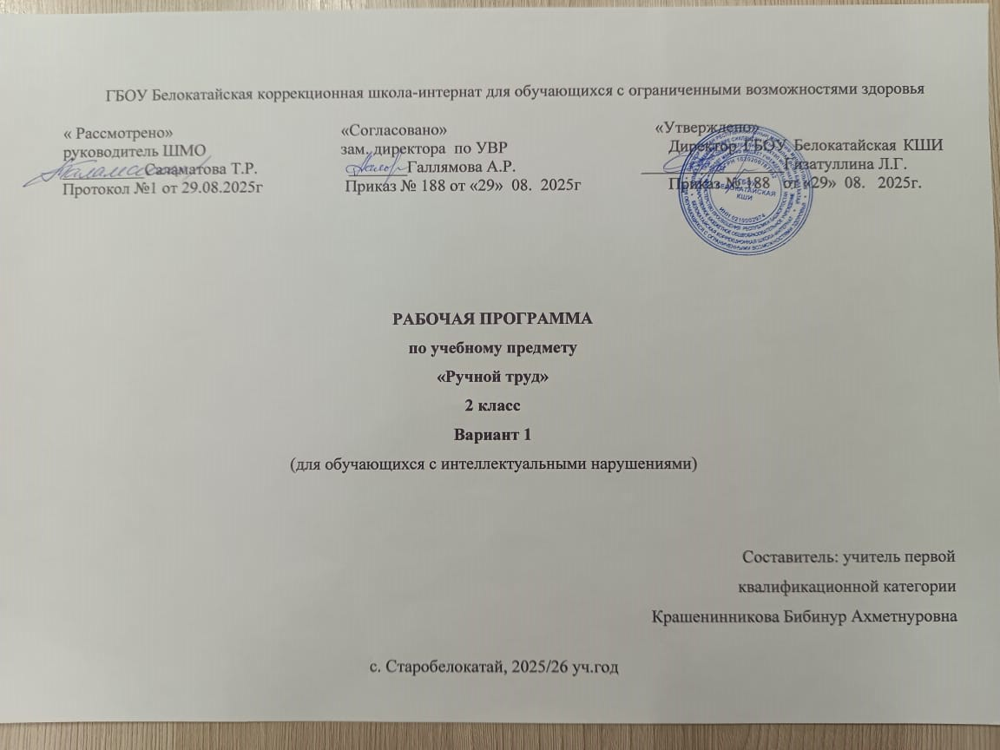 ГБОУ Белокатайская коррекционная школа-интернат для обучающихся с ограниченными возможностями здоровья
« Рассмотрено»
руководитель ШМО
Саламатова Т.Р.
Протокол №1 от 29.08.2025г
«Согласовано»
зам. директора по УВР
Галлямова А.Р.
Приказ № 188 от «29» 08. 2025г
«Утверждено»
Директор ГБОУ Белокатайская КШИ
Гизатуллина Л.Г.
Приказ № 188 от «29» 08. 2025г.
БЕЛОКАТАЙСКАЯ
КШИ
РАБОЧАЯ ПРОГРАММА
по учебному предмету
«Ручной труд»
2 класс
Вариант 1
(для обучающихся с интеллектуальными нарушениями)
Составитель: учитель первой
квалификационной категории
Крашенинникова Бибинур Ахметнуровна
с. Старобелокатай, 2025/26 уч.год